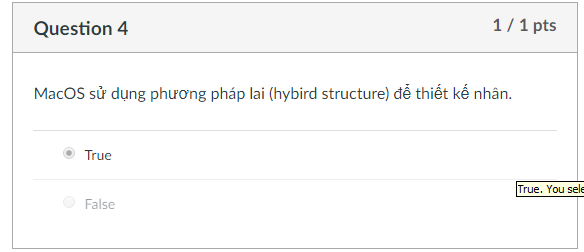 Question 4
1 / 1 pts
MacOS sử dụng phương pháp lai (hybird structure) để thiết kế nhân.
True
True. You sele
False